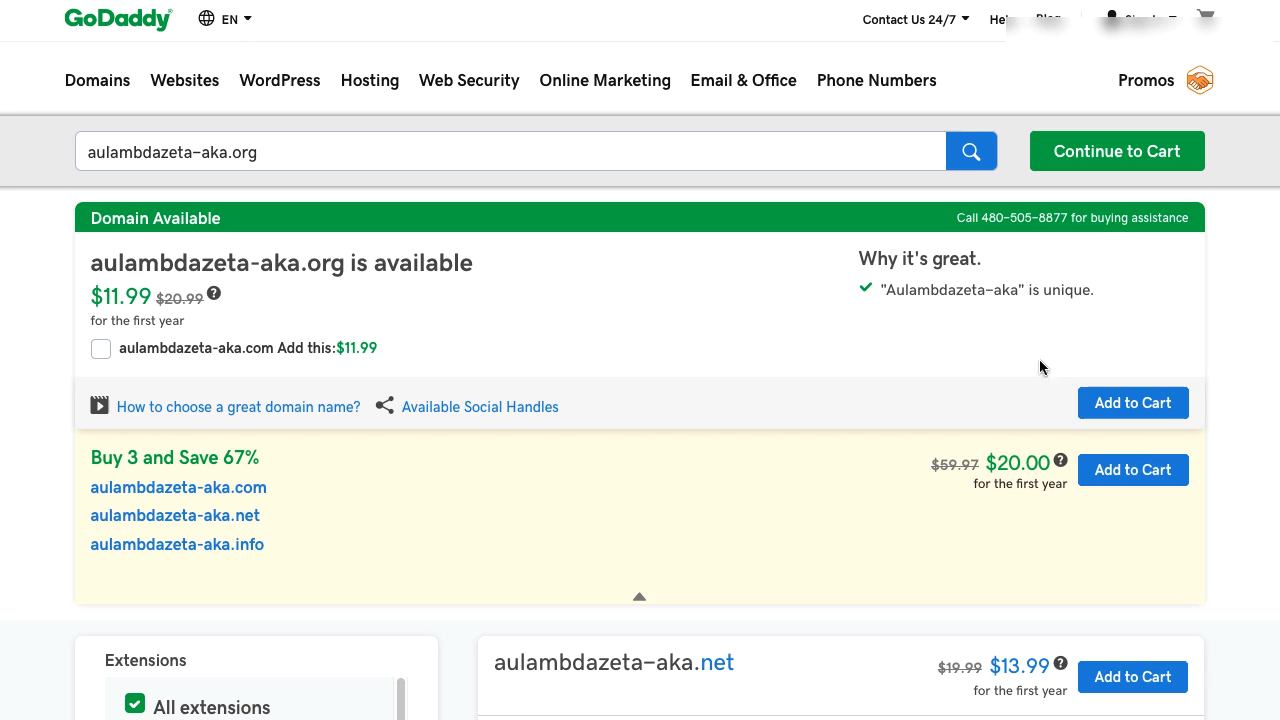 GoDaddy EN Contact Us 24/7
Domains Websites WordPress Hosting Web Security Online Marketing Email & Office Phone Numbers Promos
aulambdazeta-aka.org Continue to Cart
Domain Available Call 480-505-8877 for buying assistance
aulambdazeta-aka.org is available
Why it's great.
$11.99 $20.99 ?
"Aulambdazeta-aka" is unique.
for the first year
aulambdazeta-aka.com Add this:$11.99
How to choose a great domain name? Available Social Handles Add to Cart
Buy 3 and Save 67%
$59.97 $20.00 ? Add to Cart
for the first year
aulambdazeta-aka.com
aulambdazeta-aka.net
aulambdazeta-aka.info
Extensions
aulambdazeta-aka.net $19.99 $13.99 ? Add to Cart
for the first year
All extensions